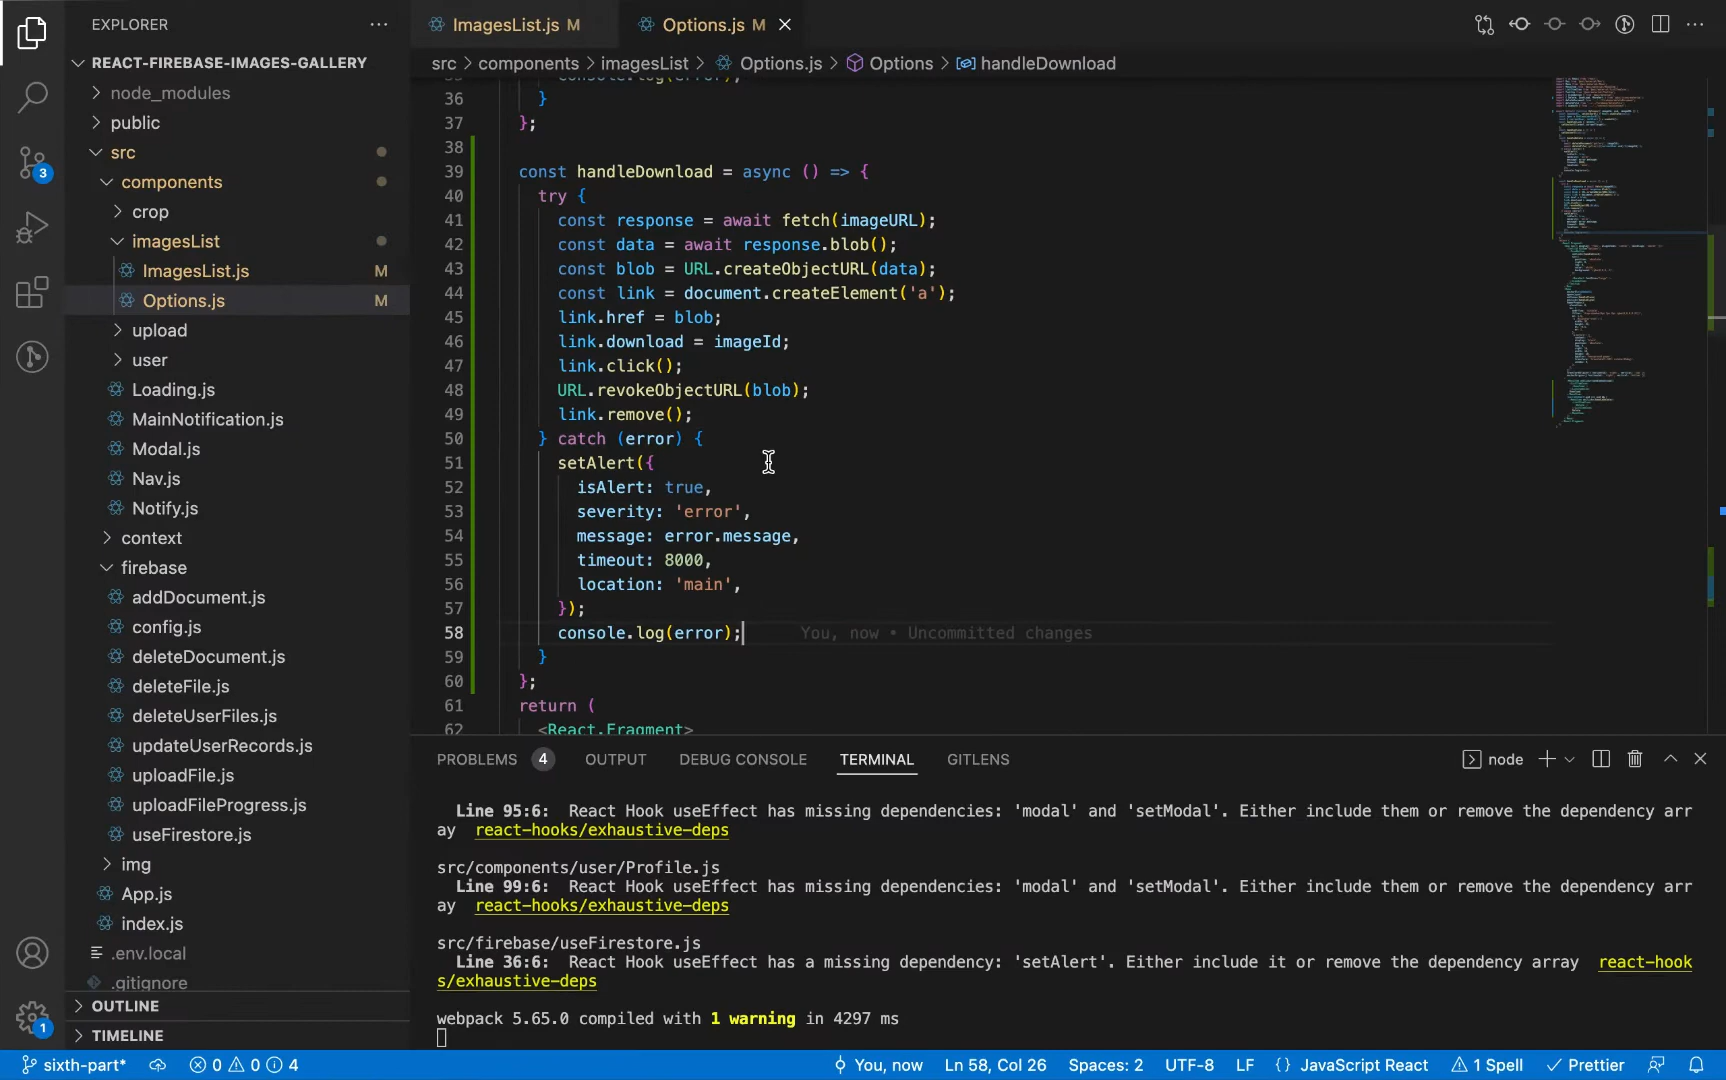 EXPLORER
REACT-FIREBASE-IMAGES-GALLERY
node_modules
public
src
components
crop
imagesList
ImagesList.js M
Options.js M
upload
user
Loading.js
MainNotification.js
Modal.js
Nav.js
Notify.js
context
firebase
addDocument.js
config.js
deleteDocument.js
deleteFile.js
deleteUserFiles.js
updateUserRecords.js
uploadFile.js
uploadFileProgress.js
useFirestore.js
img
App.js
index.js
.env.local
.gitignore
OUTLINE
TIMELINE
3
1
ImagesList.js M
Options.js M
src > components > imagesList > Options.js > Options > handleDownload
console.log(error);
36 }
37 };
38
39 const handleDownload = async () => {
40 try {
41 const response = await fetch(imageURL);
42 const data = await response.blob();
43 const blob = URL.createObjectURL(data);
44 const link = document.createElement('a');
45 link.href = blob;
46 link.download = imageId;
47 link.click();
48 URL.revokeObjectURL(blob);
49 link.remove();
50 } catch (error) {
51 setAlert({
52 isAlert: true,
53 severity: 'error',
54 message: error.message,
55 timeout: 8000,
56 location: 'main',
57 });
58 console.log(error); You, now • Uncommitted changes
59 }
60 };
61 return (
62 <React.Fragment>
PROBLEMS 4 OUTPUT DEBUG CONSOLE TERMINAL GITLENS node
Line 95:6: React Hook useEffect has missing dependencies: 'modal' and 'setModal'. Either include them or remove the dependency arr
ay react-hooks/exhaustive-deps
src/components/user/Profile.js
Line 99:6: React Hook useEffect has missing dependencies: 'modal' and 'setModal'. Either include them or remove the dependency arr
ay react-hooks/exhaustive-deps
src/firebase/useFirestore.js
Line 36:6: React Hook useEffect has a missing dependency: 'setAlert'. Either include it or remove the dependency array react-hook
s/exhaustive-deps
webpack 5.65.0 compiled with 1 warning in 4297 ms
sixth-part* 0 0 4 You, now Ln 58, Col 26 Spaces: 2 UTF-8 LF {} JavaScript React 1 Spell Prettier